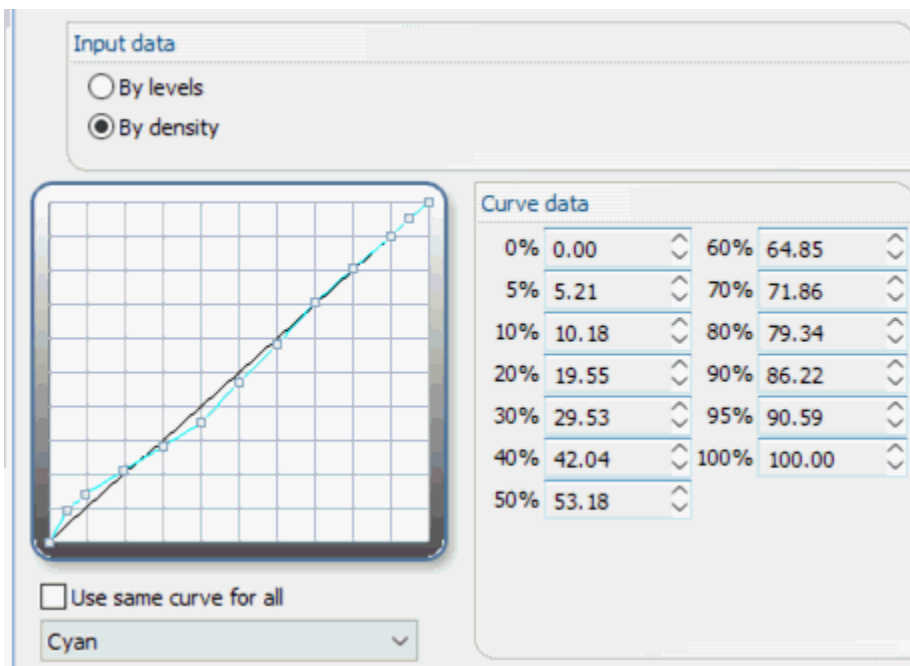 Input data
By levels
By density
Curve data
0% 0.00 60% 64.85
5% 5.21 70% 71.86
10% 10.18 80% 79.34
20% 19.55 90% 86.22
30% 29.53 95% 90.59
40% 42.04 100% 100.00
50% 53.18
Use same curve for all
Cyan